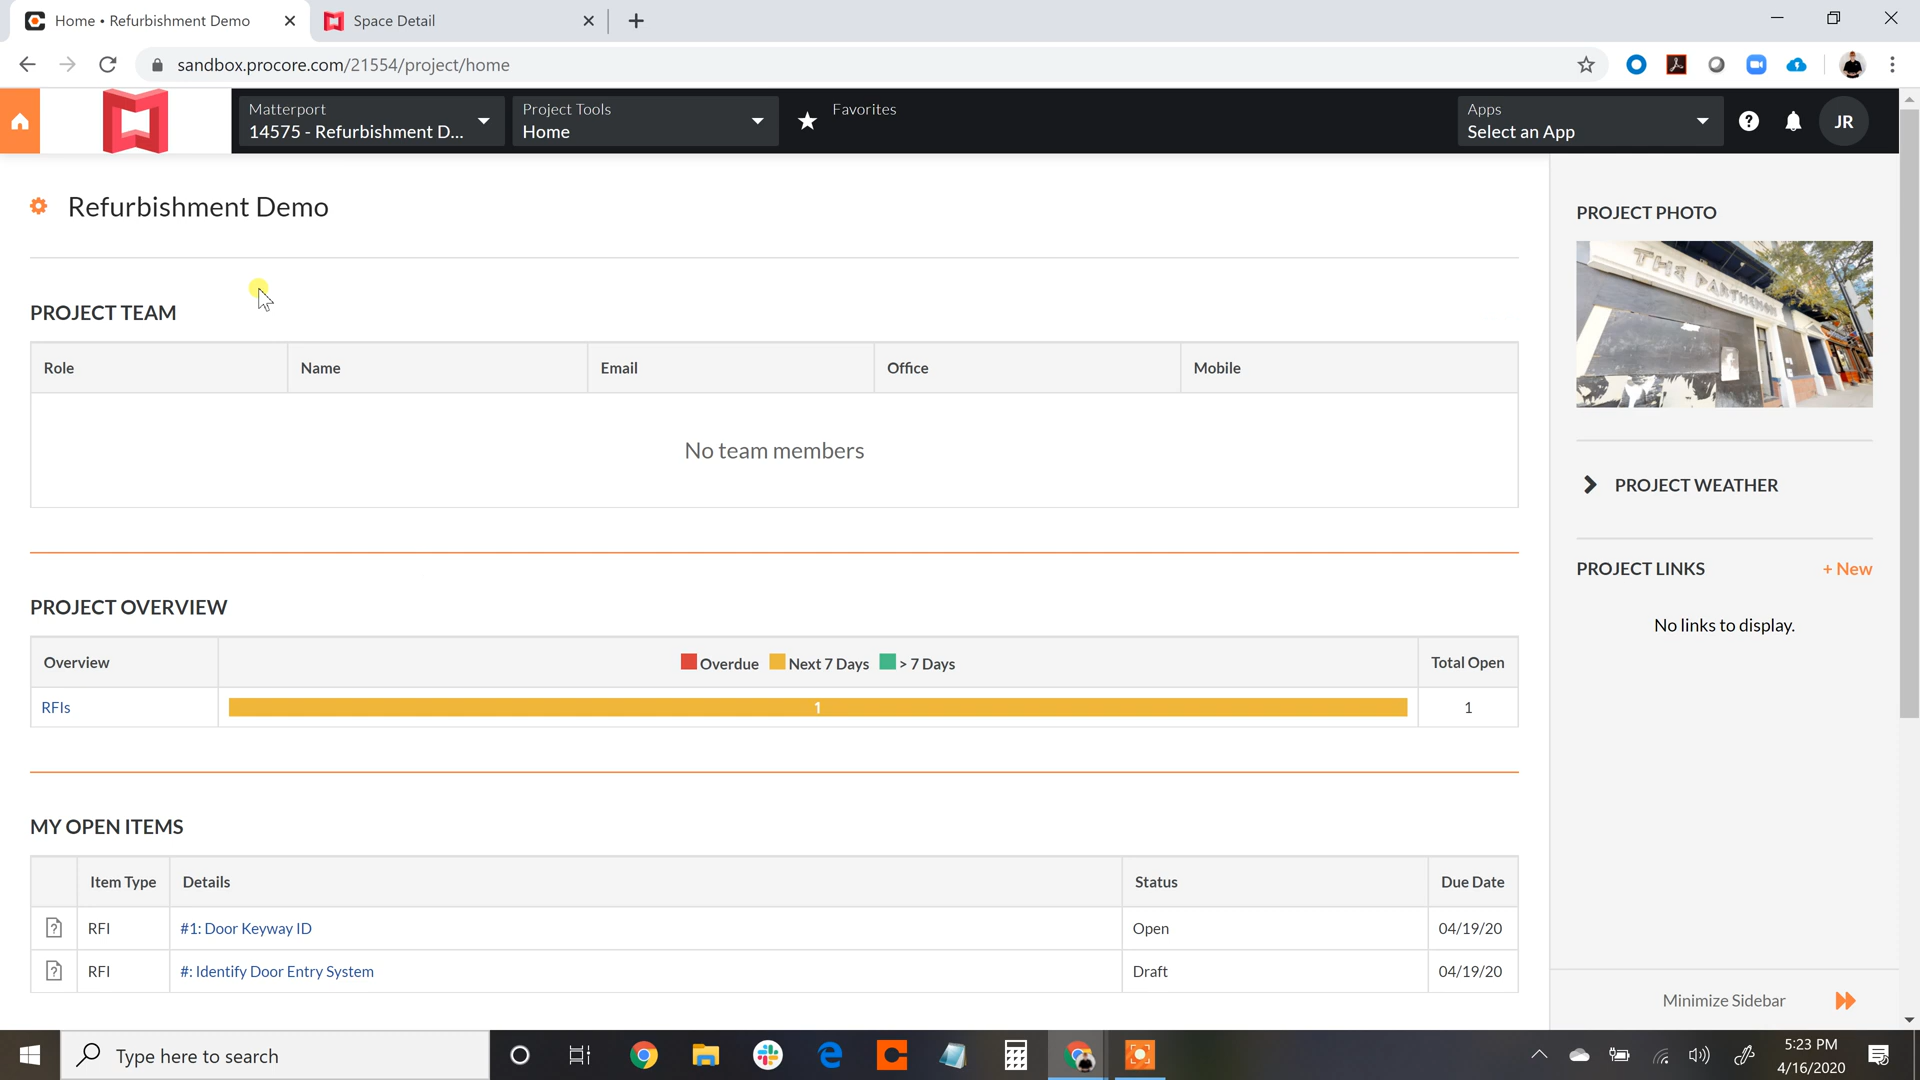 Home • Refurbishment Demo
Space Detail
sandbox.procore.com/21554/project/home
Matterport
14575 - Refurbishment D...
Project Tools
Home
Favorites
Apps
Select an App
JR
Refurbishment Demo
PROJECT TEAM
Role Name Email Office Mobile
No team members
PROJECT OVERVIEW
Overview Overdue Next 7 Days > 7 Days Total Open
RFIs 1 1
MY OPEN ITEMS
Item Type Details Status Due Date
RFI #1: Door Keyway ID Open 04/19/20
RFI #: Identify Door Entry System Draft 04/19/20
PROJECT PHOTO
THE PARTHENON
PROJECT WEATHER
PROJECT LINKS + New
No links to display.
Minimize Sidebar
Type here to search
5:23 PM
4/16/2020